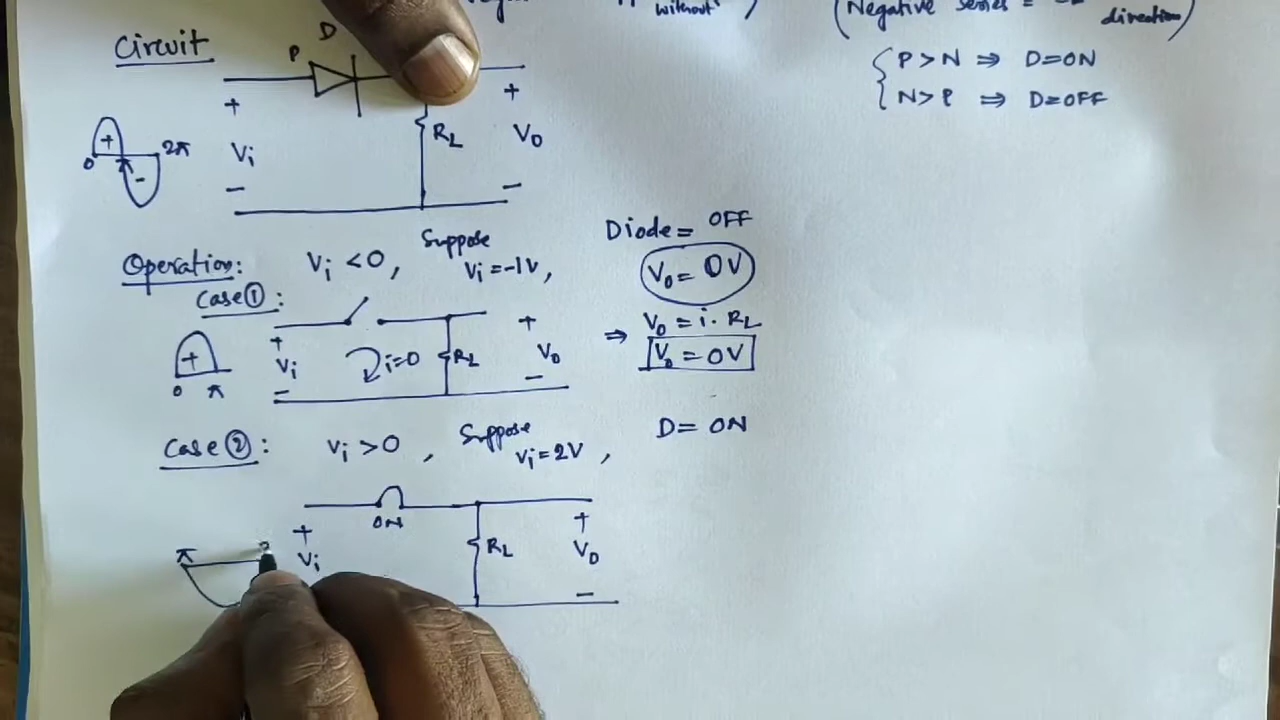 without
(Negative series =
direction)
Circuit
D
P
P>N ⇒ D=ON
N>P ⇒ D=OFF
+
+
+
0
π
2π
-
Vi
RL
V0
-
-
Operation:
Vi <0,
Suppose
Vi =-1V,
Diode = OFF
V0 = 0V
Case ① :
+
0 π
+
Vi
-
i=0
RL
+
V0
-
⇒ V0 = i. RL
V0 = 0V
Case ② :
Vi >0 ,
Suppose
Vi =2V ,
D= ON
ON
π
+
Vi
RL
+
V0
-